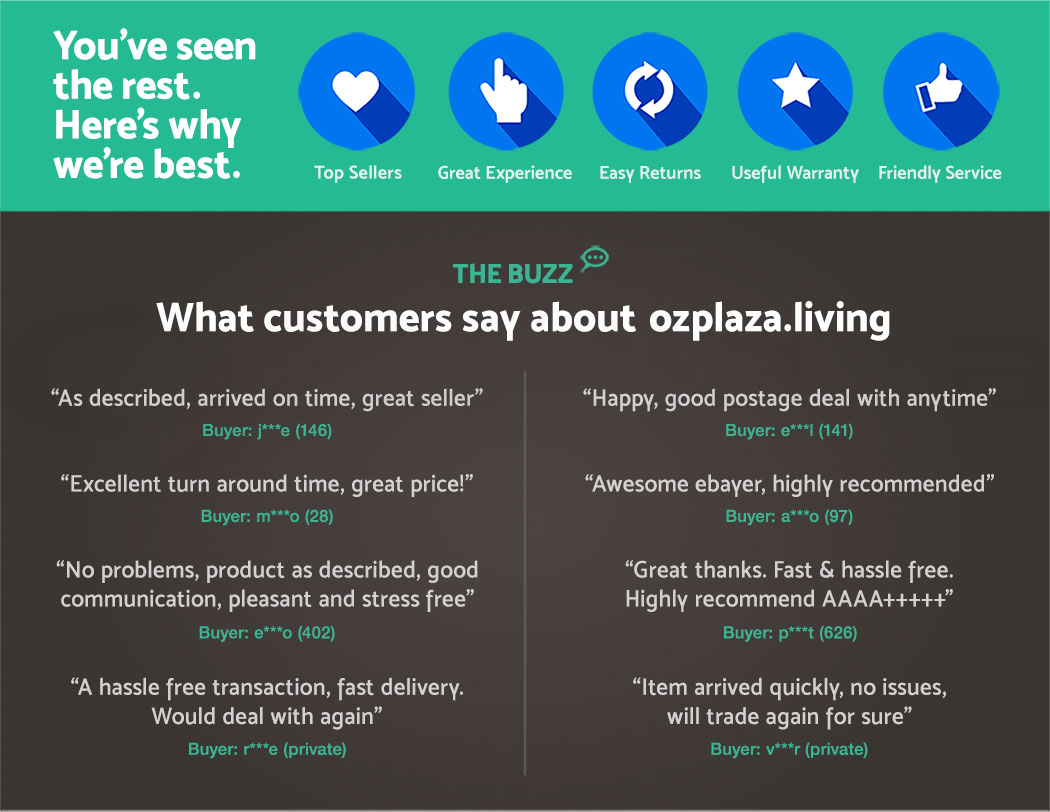 You’ve seen
the rest.
Here’s why
we’re best.
Top Sellers
Great Experience
Easy Returns
Useful Warranty
Friendly Service
THE BUZZ
What customers say about ozplaza.living
“As described, arrived on time, great seller”
Buyer: j***e (146)
“Excellent turn around time, great price!”
Buyer: m***o (28)
“No problems, product as described, good
communication, pleasant and stress free”
Buyer: e***o (402)
“A hassle free transaction, fast delivery.
Would deal with again”
Buyer: r***e (private)
“Happy, good postage deal with anytime”
Buyer: e***l (141)
“Awesome ebayer, highly recommended”
Buyer: a***o (97)
“Great thanks. Fast & hassle free.
Highly recommend AAAA+++++”
Buyer: p***t (626)
“Item arrived quickly, no issues,
will trade again for sure”
Buyer: v***r (private)